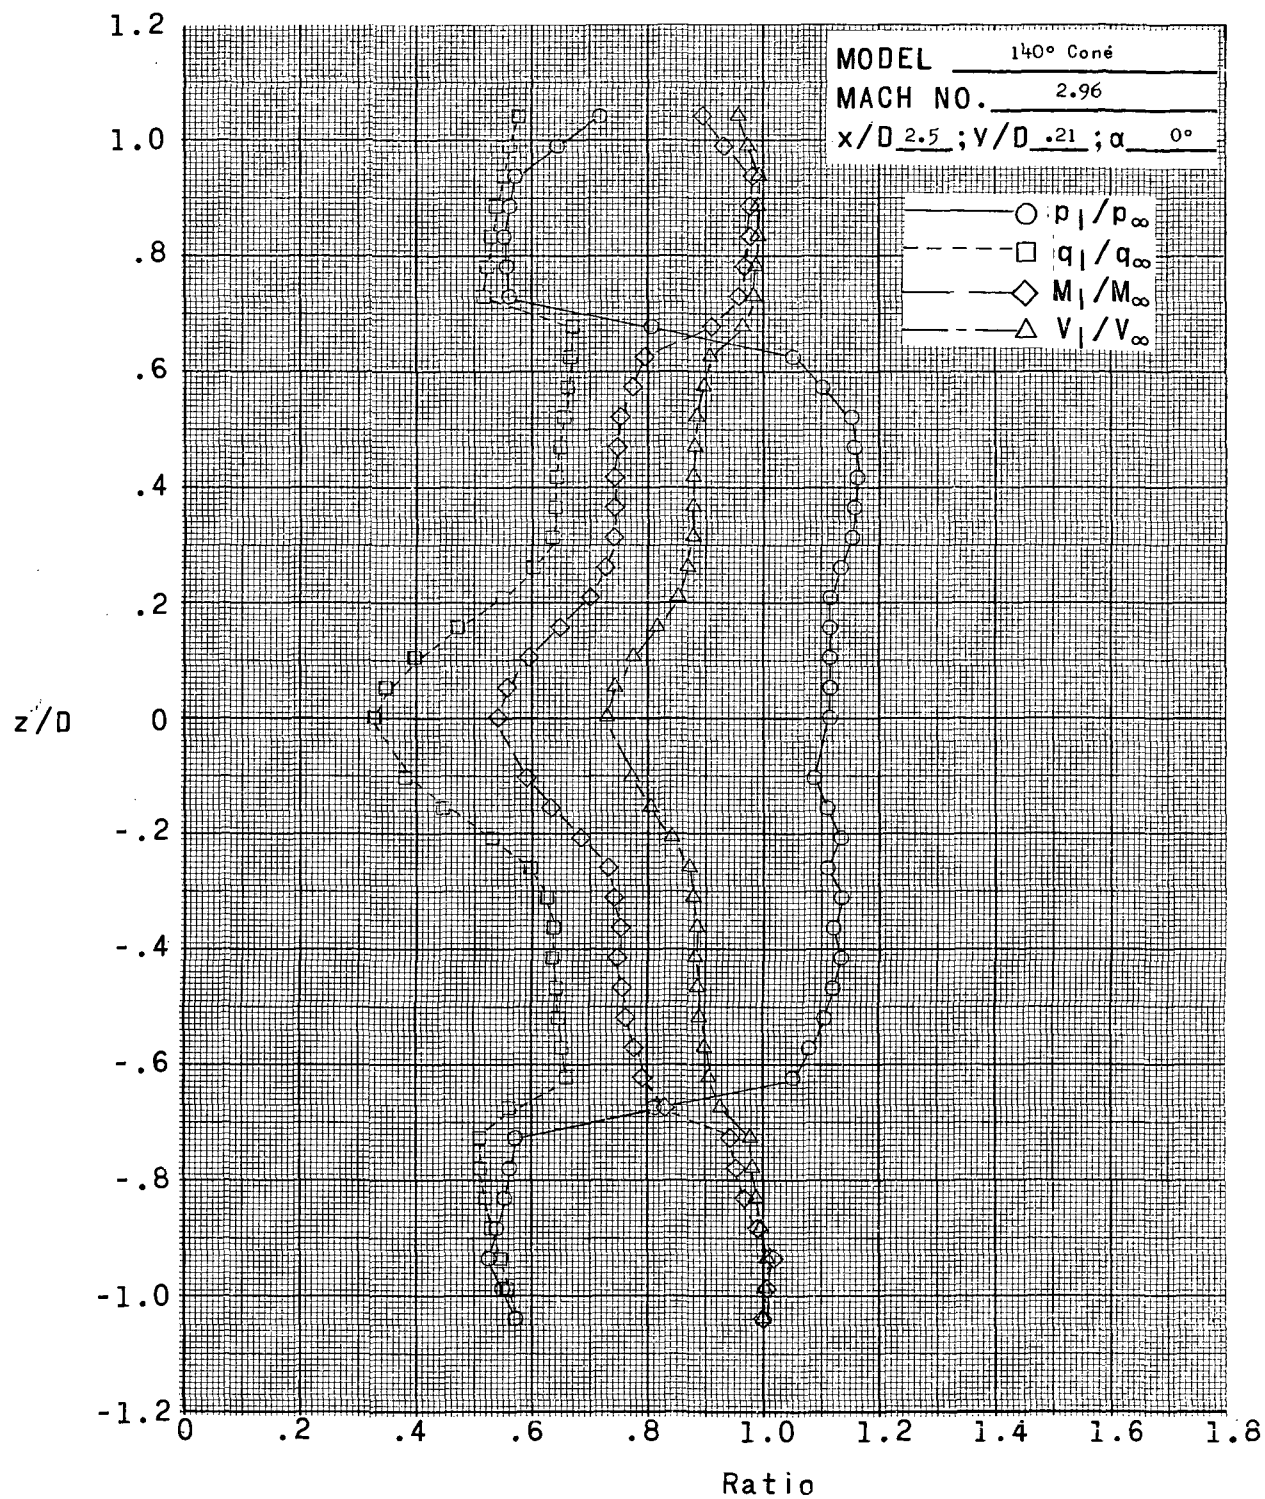 1.2
1.0
.8
.6
.4
.2
0
-.2
-.4
-.6
-.8
-1.0
-1.2
z/D
MODEL 140° Cone
MACH NO. 2.96
x/D 2.5 ; y/D .21 ; α 0°
p₁/p∞
q₁/q∞
M₁/M∞
V₁/V∞
0 .2 .4 .6 .8 1.0 1.2 1.4 1.6 1.8
Ratio